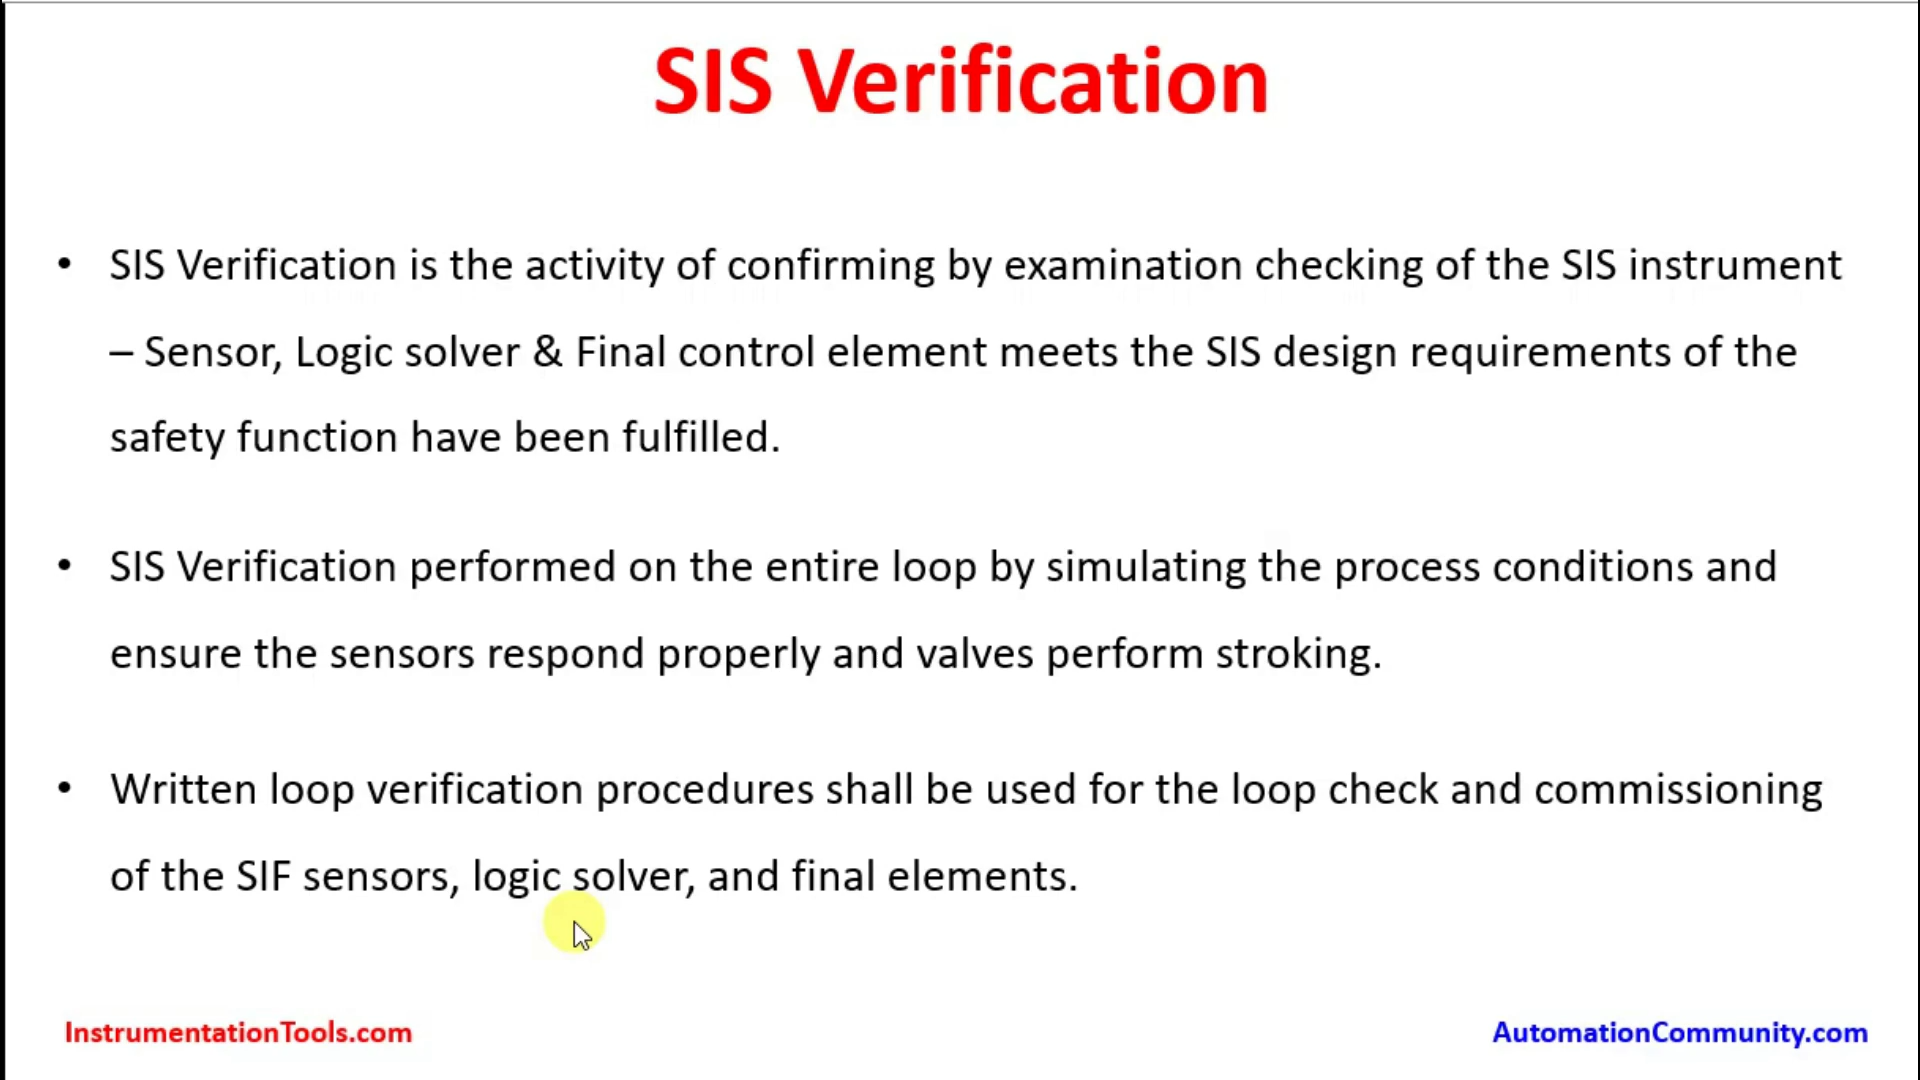 SIS Verification
• SIS Verification is the activity of confirming by examination checking of the SIS instrument
– Sensor, Logic solver & Final control element meets the SIS design requirements of the
safety function have been fulfilled.
• SIS Verification performed on the entire loop by simulating the process conditions and
ensure the sensors respond properly and valves perform stroking.
• Written loop verification procedures shall be used for the loop check and commissioning
of the SIF sensors, logic solver, and final elements.
InstrumentationTools.com
AutomationCommunity.com